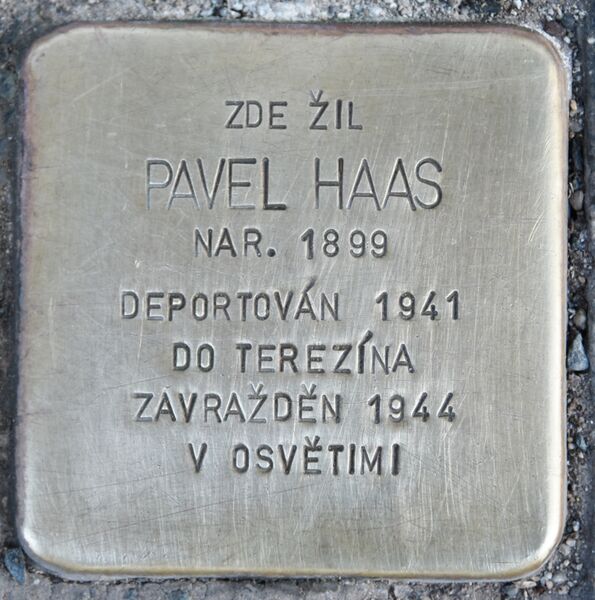 ZDE ŽIL
PAVEL HAAS
NAR. 1899
DEPORTOVÁN 1941
DO TEREZÍNA
ZAVRAŽDĚN 1944
V OSVĚTIMI